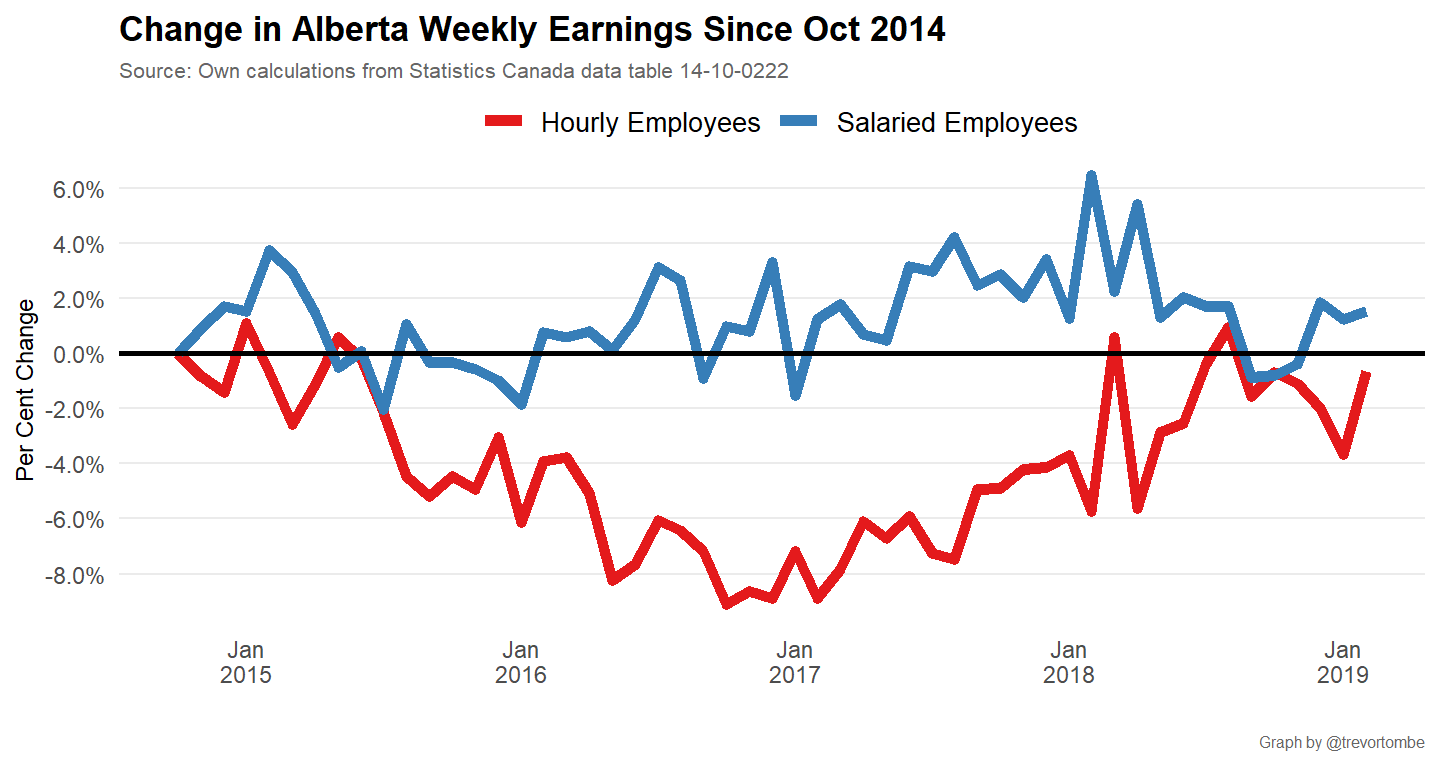 Change in Alberta Weekly Earnings Since Oct 2014
Source: Own calculations from Statistics Canada data table 14-10-0222
Hourly Employees
Salaried Employees
Per Cent Change
6.0%
4.0%
2.0%
0.0%
-2.0%
-4.0%
-6.0%
-8.0%
Jan
2015
Jan
2016
Jan
2017
Jan
2018
Jan
2019
Graph by @trevortombe